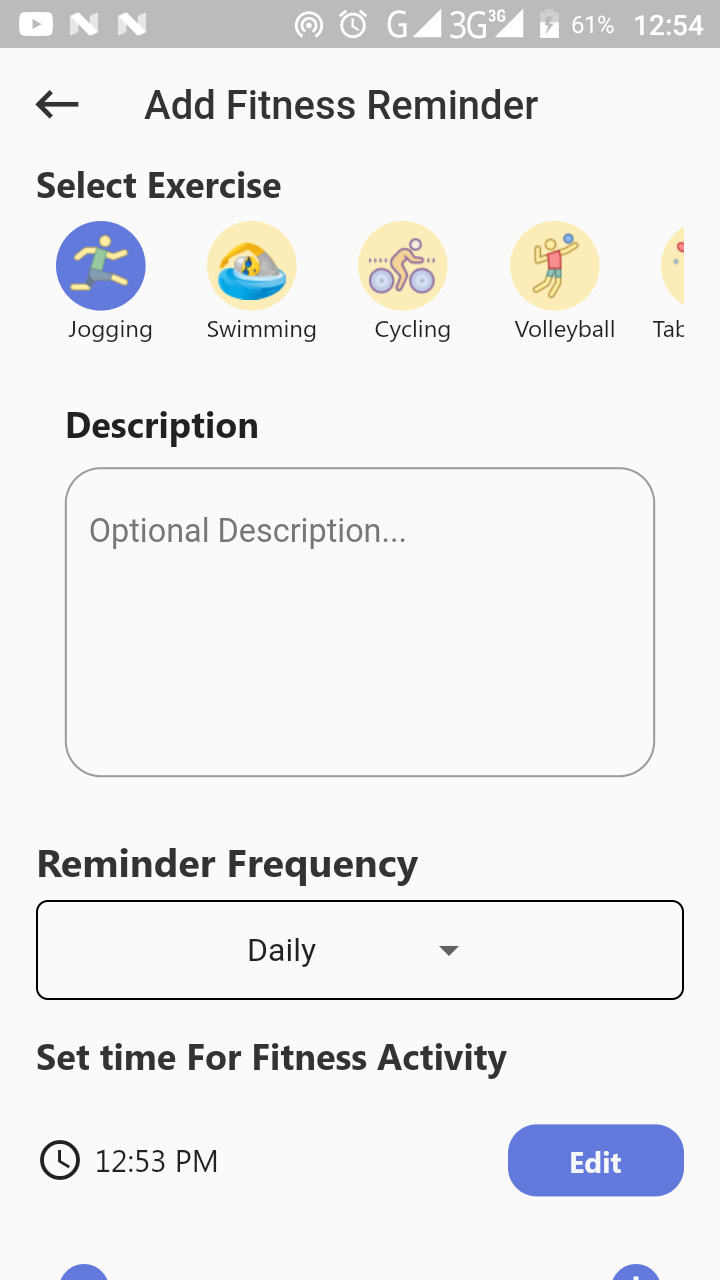 G 3G 3G 61% 12:54
Add Fitness Reminder
Select Exercise
Jogging Swimming Cycling Volleyball Tab
Description
Optional Description...
Reminder Frequency
Daily
Set time For Fitness Activity
12:53 PM Edit